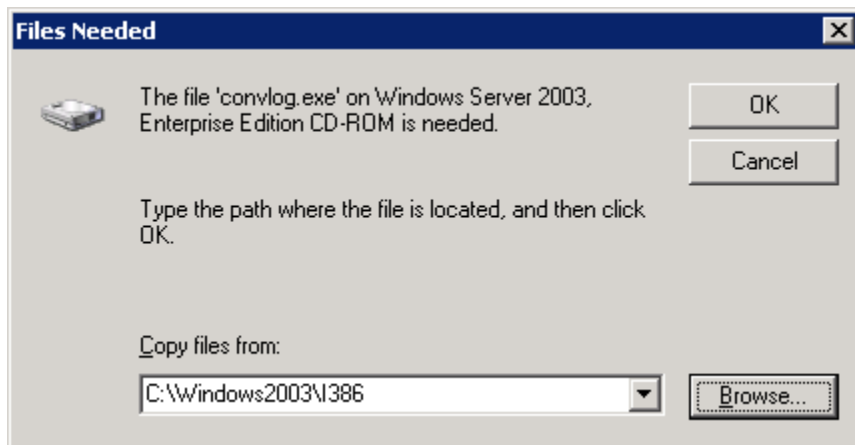 Files Needed
The file 'convlog.exe' on Windows Server 2003,
Enterprise Edition CD-ROM is needed.
OK
Cancel
Type the path where the file is located, and then click
OK.
Copy files from:
C:\Windows2003\I386
Browse...